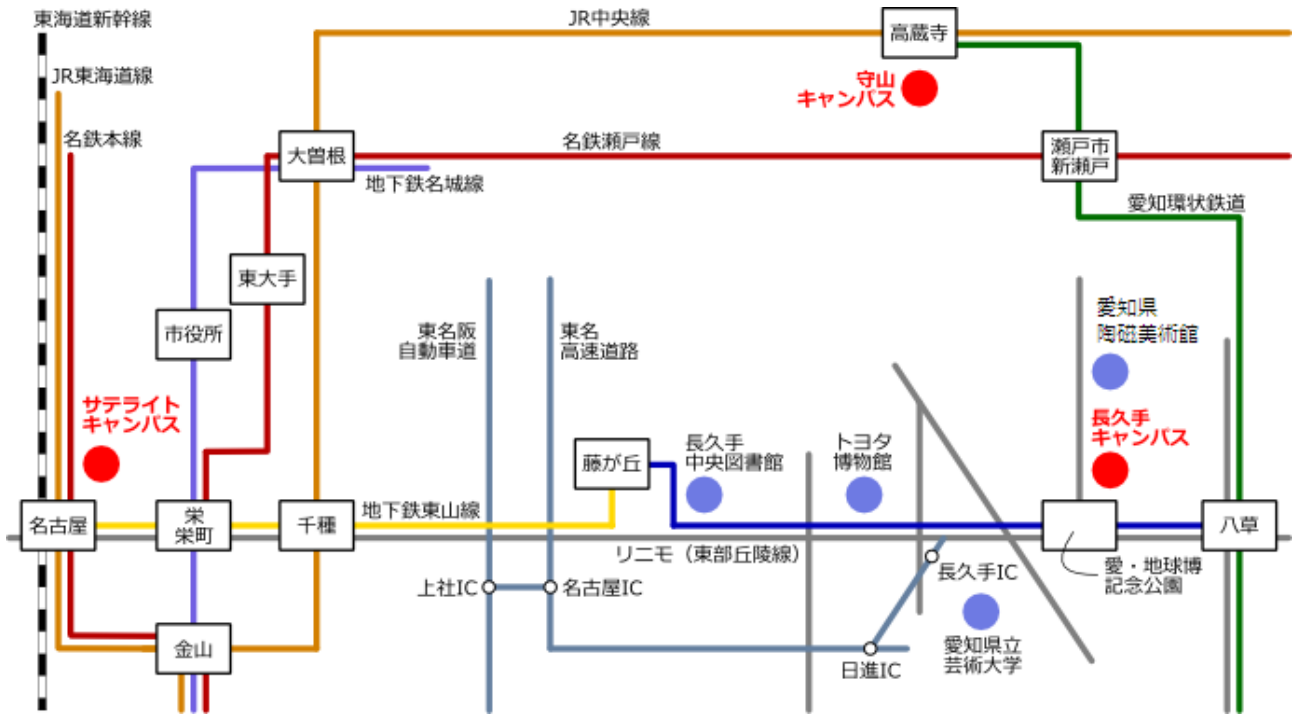 東海道新幹線
JR中央線
高蔵寺
JR東海道線
守山
キャンパス
名鉄本線
大曽根
名鉄瀬戸線
瀬戸市
新瀬戸
地下鉄名城線
愛知環状鉄道
東大手
市役所
東名阪
自動車道
東名
高速道路
愛知県
陶磁美術館
サテライト
キャンパス
長久手
キャンパス
藤が丘
長久手
中央図書館
トヨタ
博物館
名古屋
栄
栄町
千種
地下鉄東山線
八草
リニモ（東部丘陵線）
上社IC
名古屋IC
長久手IC
愛・地球博
記念公園
金山
日進IC
愛知県立
芸術大学